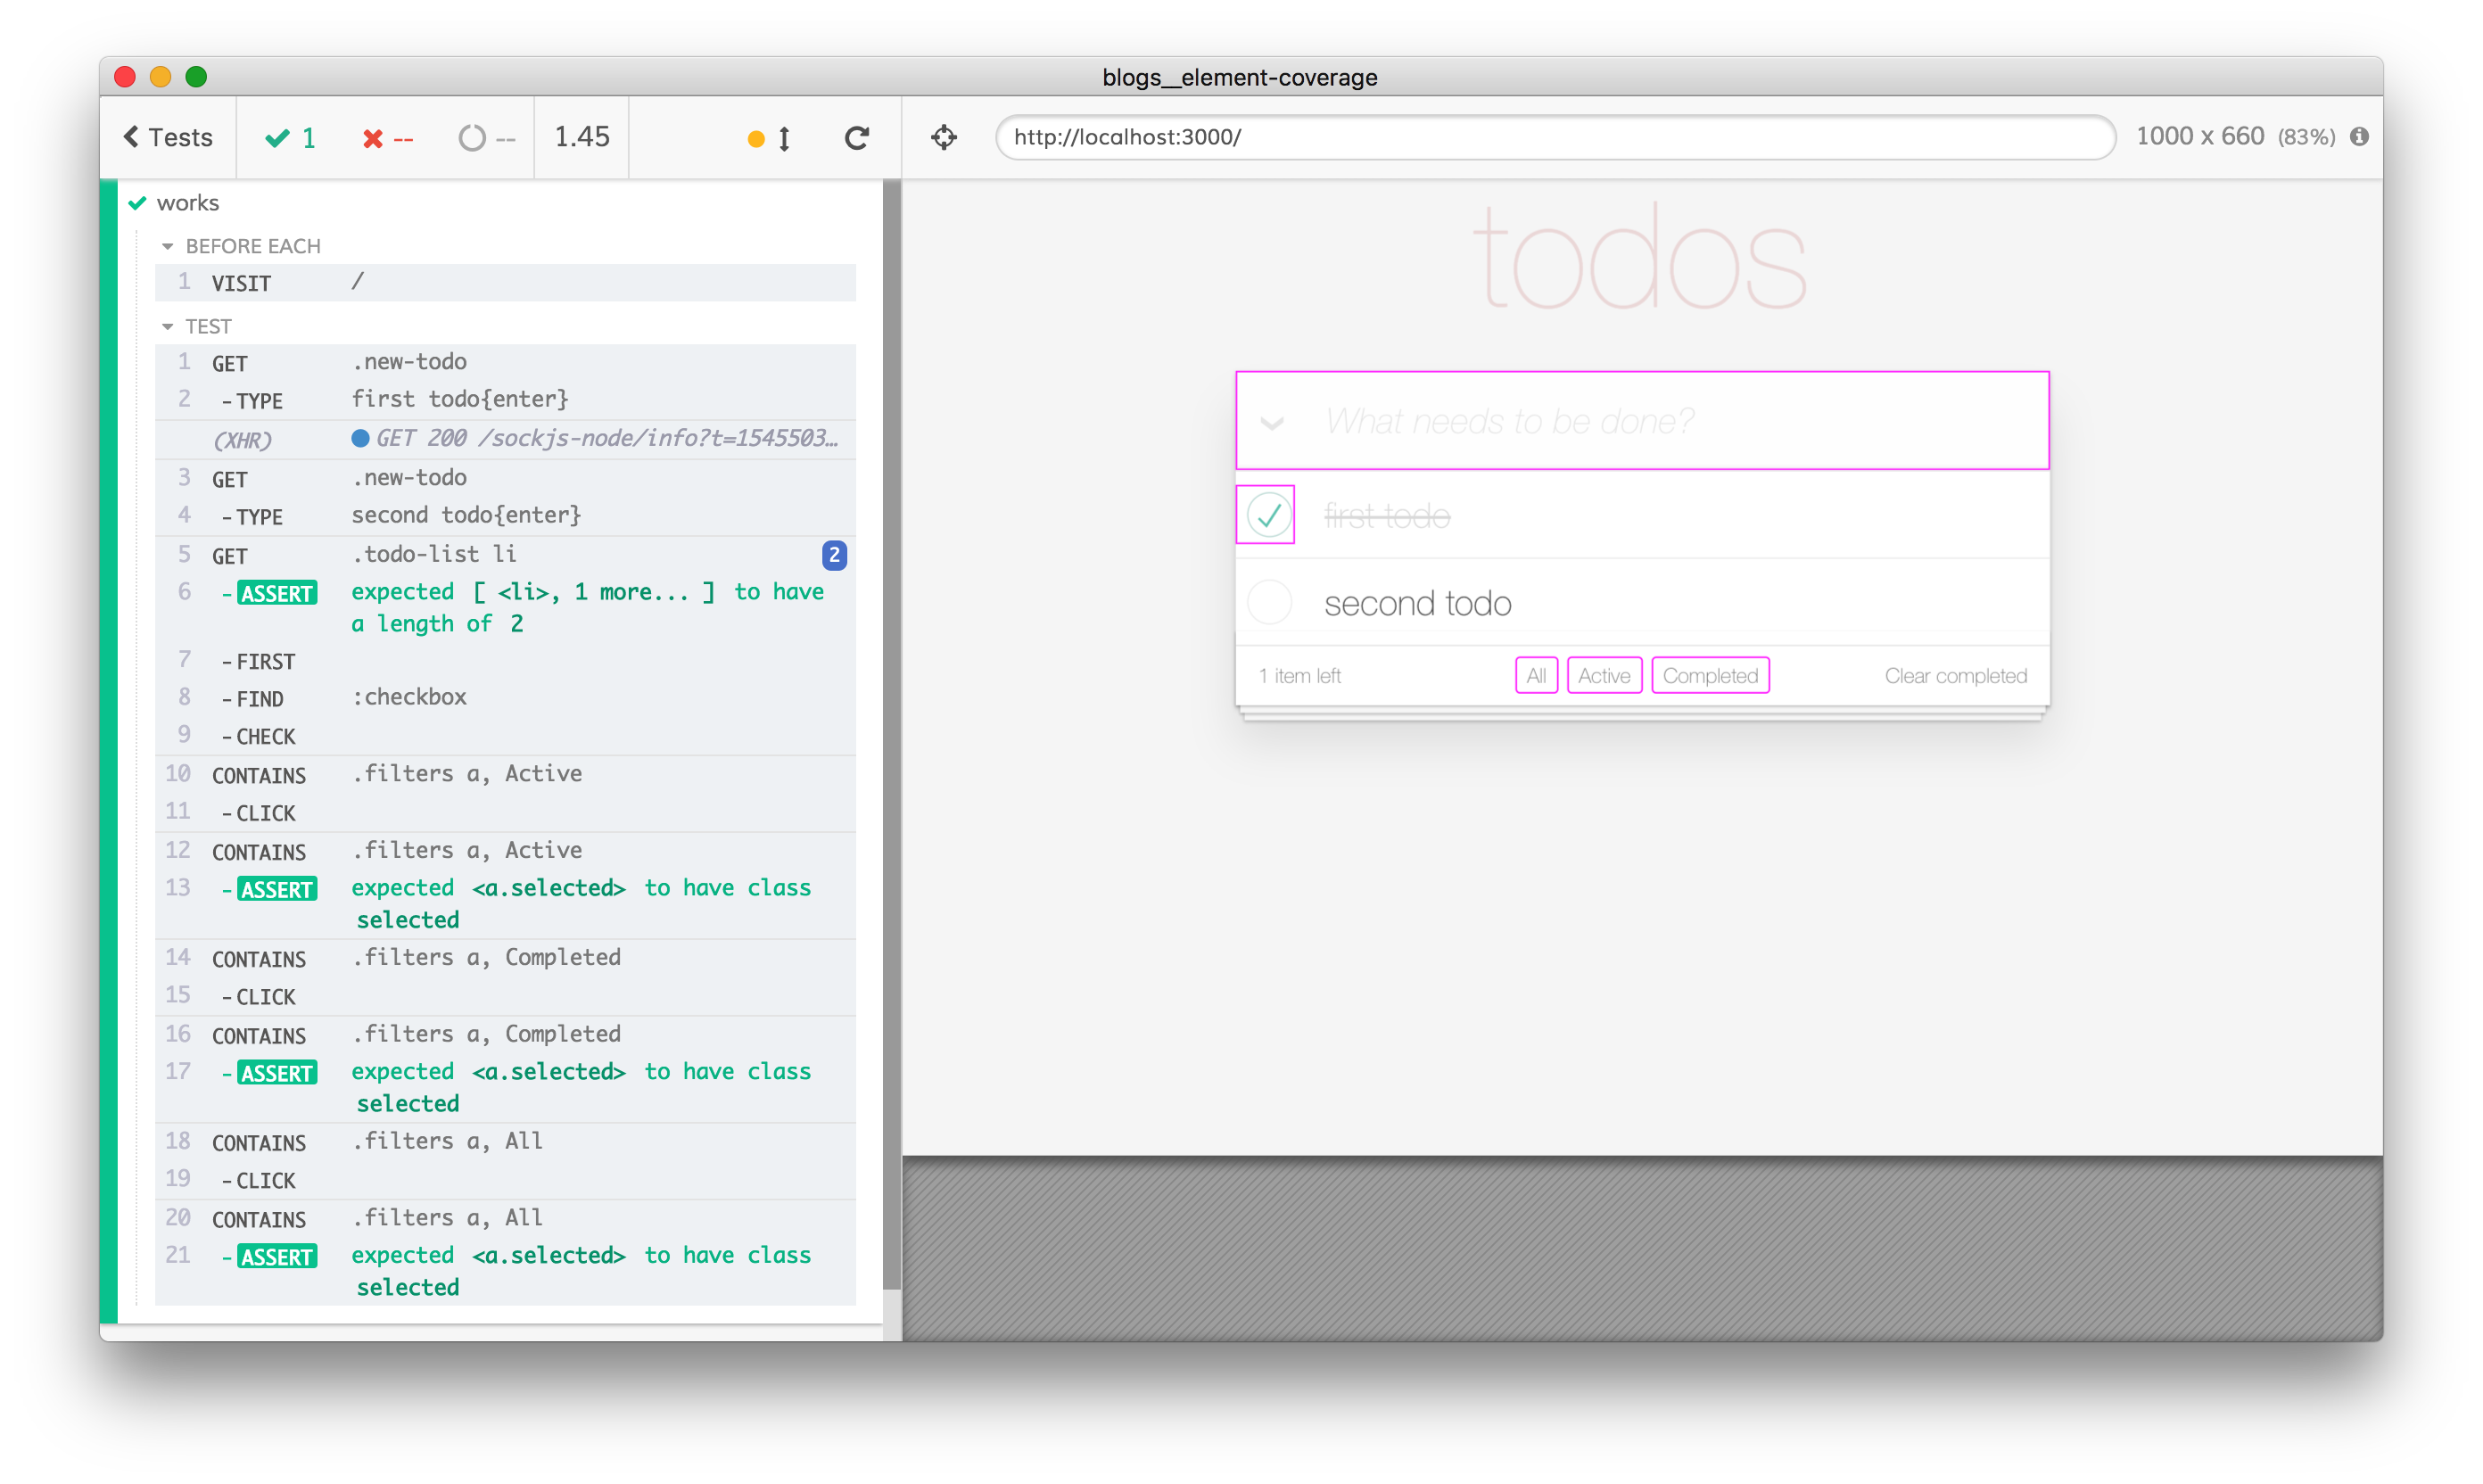 blogs__element-coverage
Tests 1 -- -- 1.45
http://localhost:3000/ 1000 x 660 (83%)
works
BEFORE EACH
1 VISIT /
TEST
1 GET .new-todo
2 -TYPE first todo{enter}
(XHR) GET 200 /sockjs-node/info?t=1545503…
3 GET .new-todo
4 -TYPE second todo{enter}
5 GET .todo-list li 2
6 -ASSERT expected [ <li>, 1 more... ] to have
a length of 2
7 -FIRST
8 -FIND :checkbox
9 -CHECK
10 CONTAINS .filters a, Active
11 -CLICK
12 CONTAINS .filters a, Active
13 -ASSERT expected <a.selected> to have class
selected
14 CONTAINS .filters a, Completed
15 -CLICK
16 CONTAINS .filters a, Completed
17 -ASSERT expected <a.selected> to have class
selected
18 CONTAINS .filters a, All
19 -CLICK
20 CONTAINS .filters a, All
21 -ASSERT expected <a.selected> to have class
selected
todos
What needs to be done?
first todo
second todo
1 item left All Active Completed Clear completed